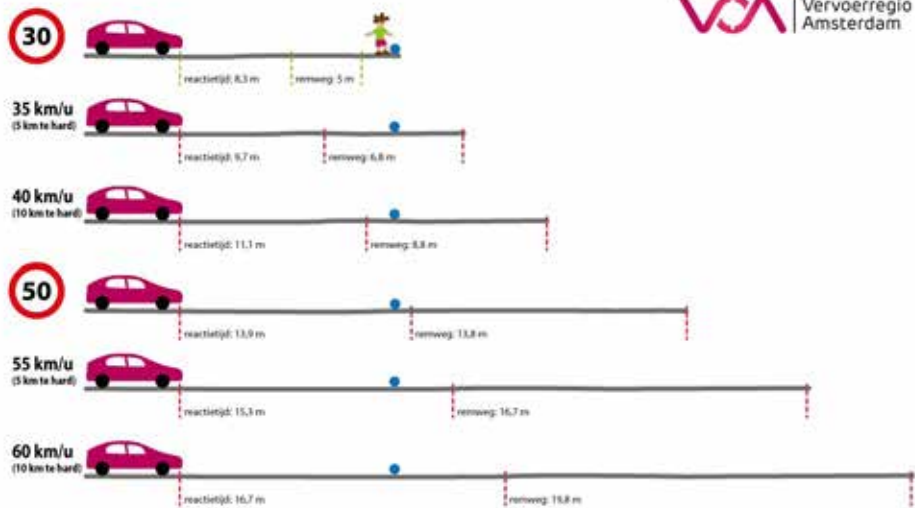 Vervoerregio
Amsterdam
30
reactietijd: 8,3 m
remweg: 5 m
35 km/u
(5 km te hard)
reactietijd: 9,7 m
remweg: 6,8 m
40 km/u
(10 km te hard)
reactietijd: 11,1 m
remweg: 8,8 m
50
reactietijd: 13,9 m
remweg: 13,8 m
55 km/u
(5 km te hard)
reactietijd: 15,3 m
remweg: 16,7 m
60 km/u
(10 km te hard)
reactietijd: 16,7 m
remweg: 19,8 m